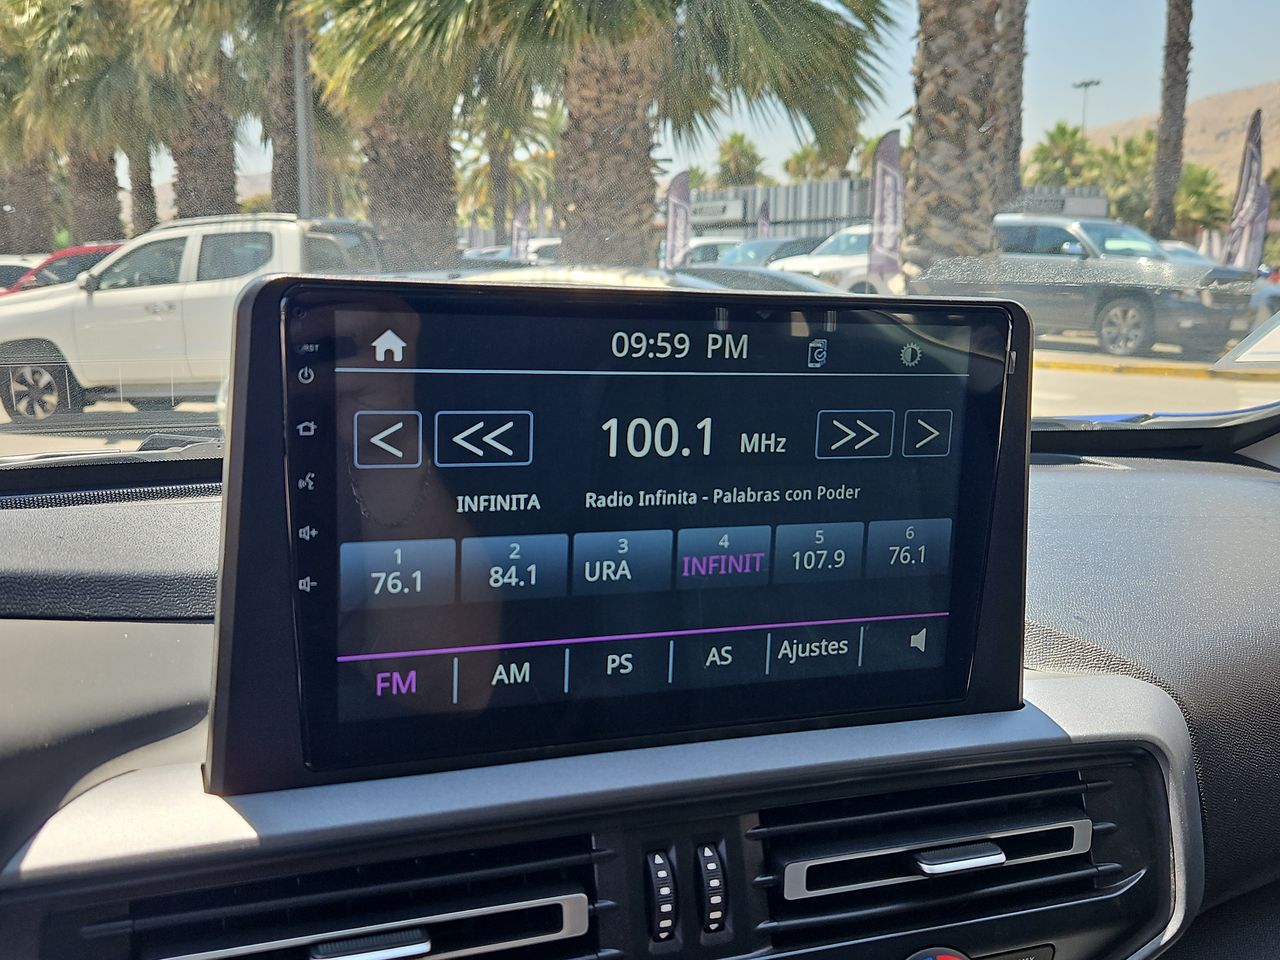 09:59 PM
RST
< << 100.1 MHz >> >
INFINITA Radio Infinita - Palabras con Poder
1 2 3 4 5 6
76.1 84.1 URA INFINIT 107.9 76.1
FM AM PS AS Ajustes